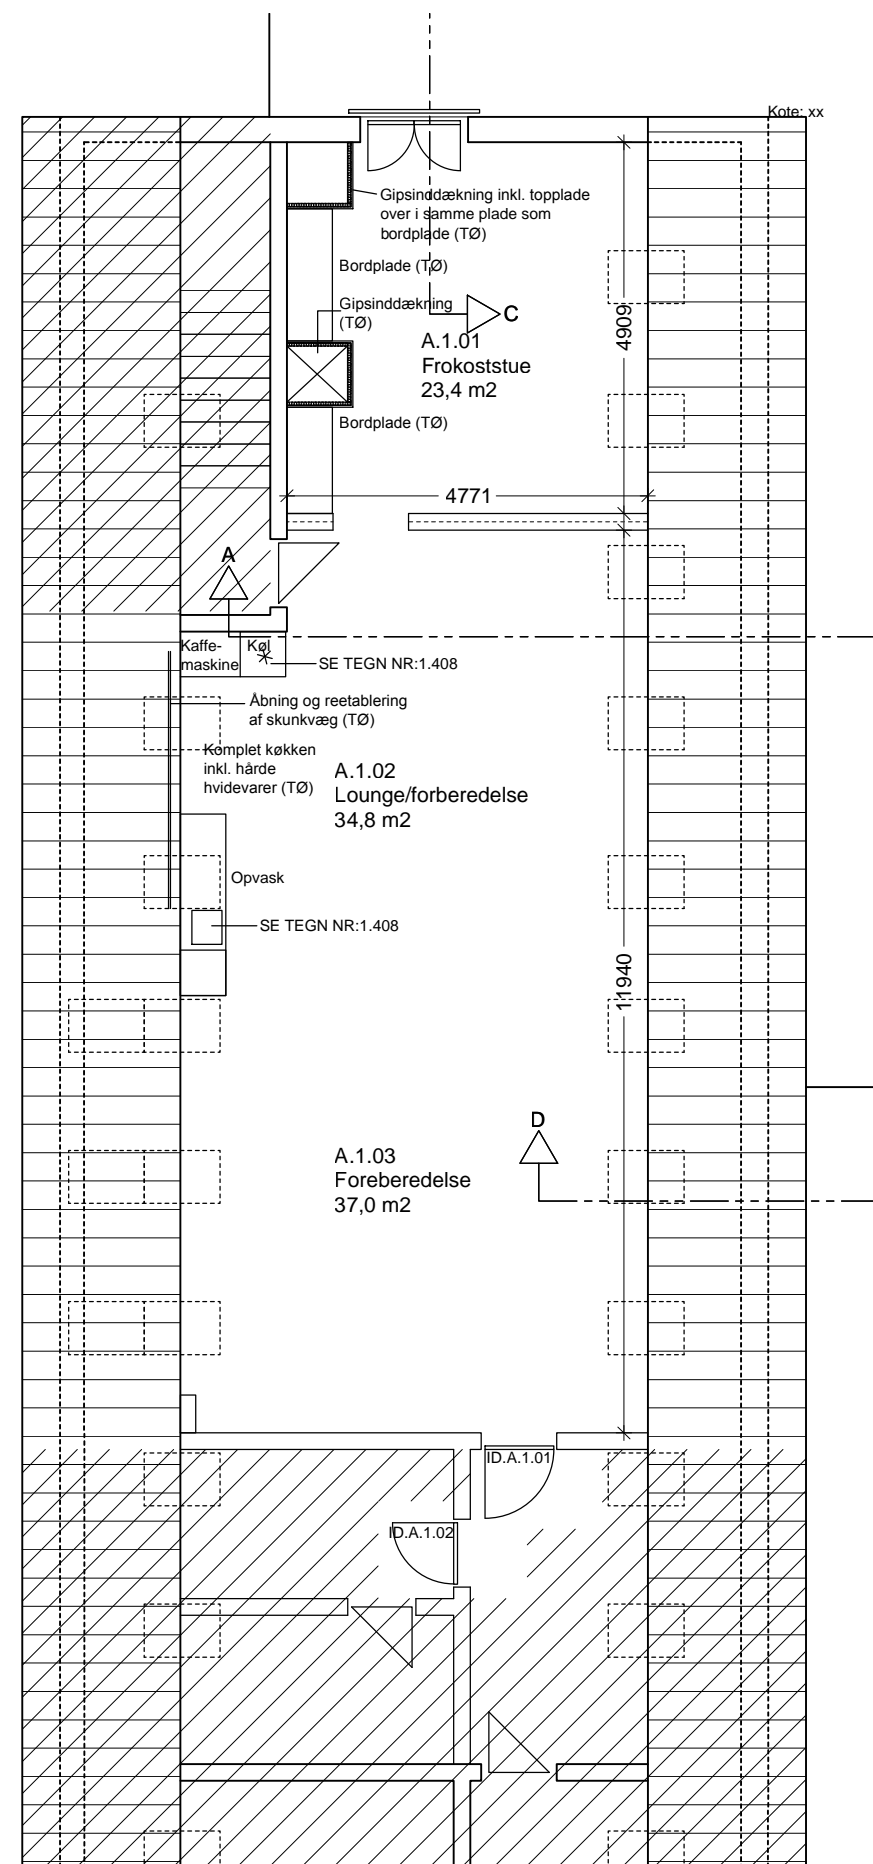 Kote: xx
Gipsinddækning inkl. topplade
over i samme plade som
bordplade (TØ)
Bordplade (TØ)
Gipsinddækning
(TØ)
C
4909
A.1.01
Frokoststue
23,4 m2
Bordplade (TØ)
4771
A
Kaffe-
maskine
Køl
SE TEGN NR:1.408
Åbning og reetablering
af skunkvæg (TØ)
Komplet køkken
inkl. hårde
hvidevarer (TØ)
A.1.02
Lounge/forberedelse
34,8 m2
Opvask
SE TEGN NR:1.408
11940
D
A.1.03
Foreberedelse
37,0 m2
ID.A.1.01
ID.A.1.02